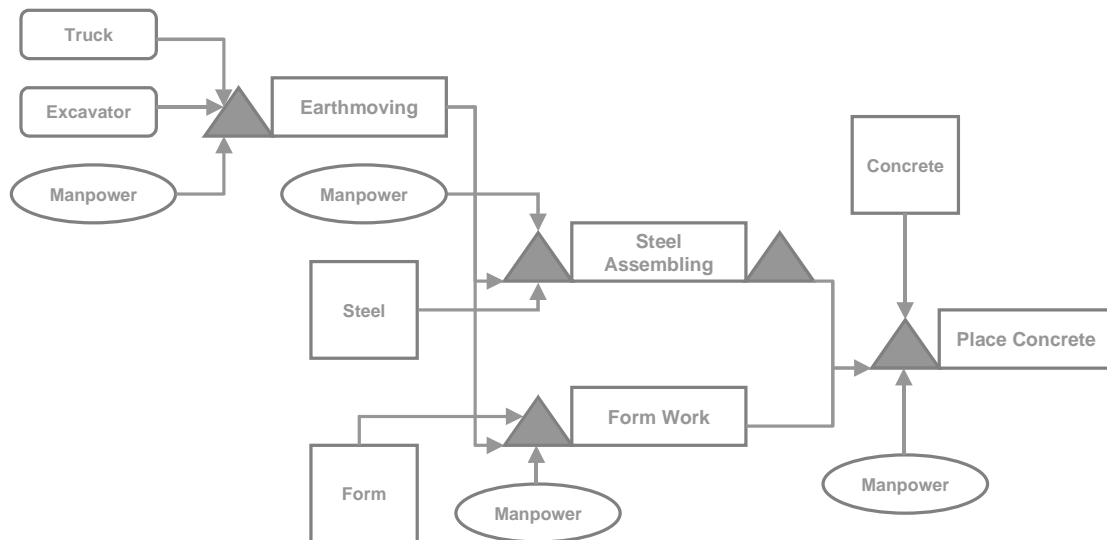 Truck
Excavator
Earthmoving
Manpower
Manpower
Concrete
Steel
Assembling
Steel
Place Concrete
Form Work
Form
Manpower
Manpower